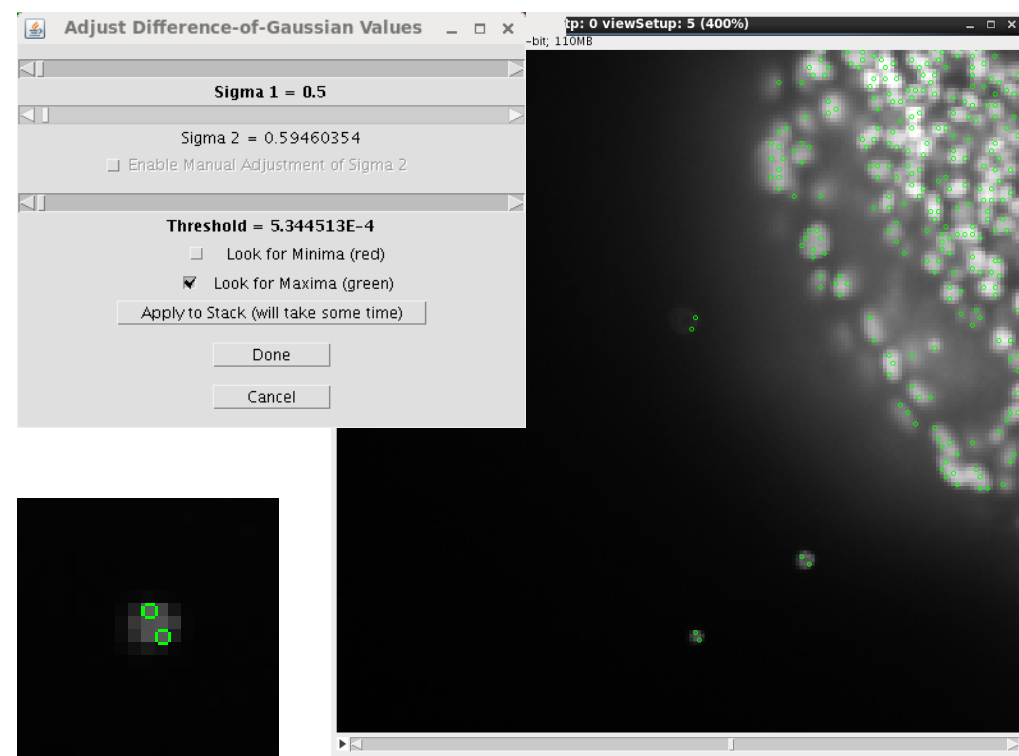 Adjust Difference-of-Gaussian Values
Sigma 1 = 0.5
Sigma 2 = 0.59460354
Enable Manual Adjustment of Sigma 2
Threshold = 5.344513E-4
Look for Minima (red)
Look for Maxima (green)
Apply to Stack (will take some time)
Done
Cancel
tp: 0 viewSetup: 5 (400%)
-bit; 110MB